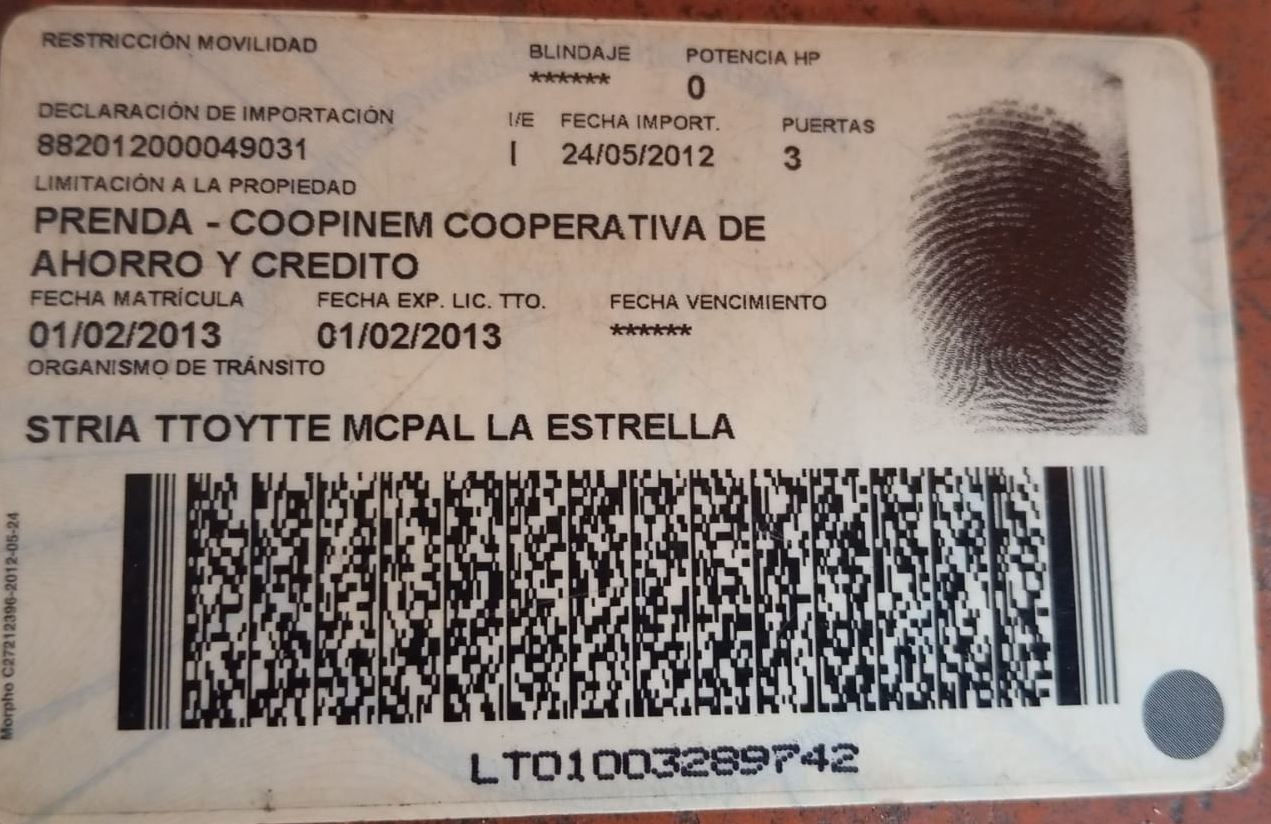 RESTRICCIÓN MOVILIDAD BLINDAJE POTENCIA HP
****** 0
DECLARACIÓN DE IMPORTACIÓN I/E FECHA IMPORT. PUERTAS
882012000049031 I 24/05/2012 3
LIMITACIÓN A LA PROPIEDAD
PRENDA - COOPINEM COOPERATIVA DE
AHORRO Y CREDITO
FECHA MATRÍCULA FECHA EXP. LIC. TTO. FECHA VENCIMIENTO
01/02/2013 01/02/2013 ******
ORGANISMO DE TRÁNSITO
STRIA TTOYTTE MCPAL LA ESTRELLA
Morpho C27212396-2012-05-24
LT01003289742